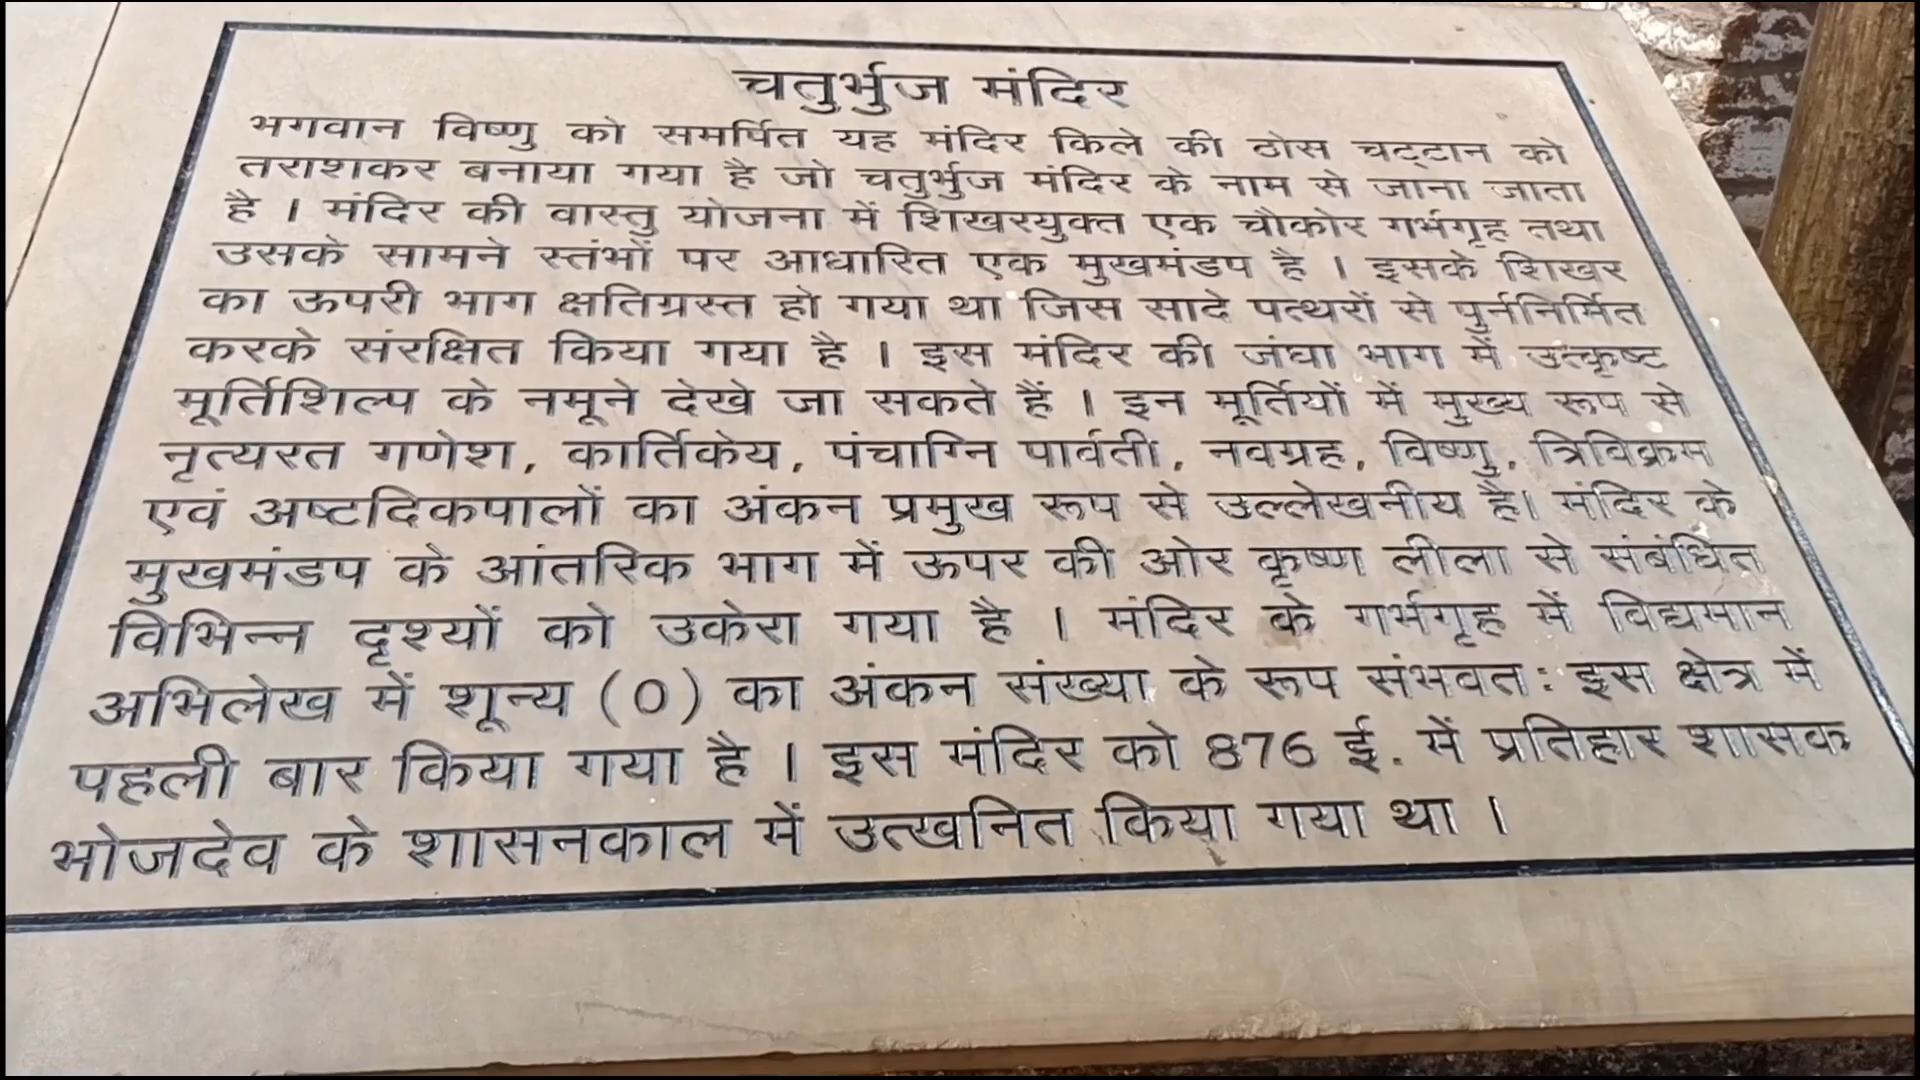 चतुर्भुज मंदिर
भगवान विष्णु को समर्पित यह मंदिर किले की ठोस चट्टान को
तराशकर बनाया गया है जो चतुर्भुज मंदिर के नाम से जाना जाता
है । मंदिर की वास्तु योजना में शिखरयुक्त एक चौकोर गर्भगृह तथा
उसके सामने स्तंभों पर आधारित एक मुखमंडप है । इसके शिखर
का ऊपरी भाग क्षतिग्रस्त हो गया था जिस सादे पत्थरों से पुर्ननिर्मित
करके संरक्षित किया गया है । इस मंदिर की जंघा भाग में उत्कृष्ट
मूर्तिशिल्प के नमूने देखे जा सकते हैं । इन मूर्तियों में मुख्य रूप से
नृत्यरत गणेश, कार्तिकेय, पंचाग्नि पार्वती, नवग्रह, विष्णु, त्रिविक्रम
एवं अष्टदिकपालों का अंकन प्रमुख रूप से उल्लेखनीय है। मंदिर के
मुखमंडप के आंतरिक भाग में ऊपर की ओर कृष्ण लीला से संबंधित
विभिन्न दृश्यों को उकेरा गया है । मंदिर के गर्भगृह में विद्यमान
अभिलेख में शून्य (0) का अंकन संख्या के रूप संभवत: इस क्षेत्र में
पहली बार किया गया है । इस मंदिर को 876 ई. में प्रतिहार शासक
भोजदेव के शासनकाल में उत्खनित किया गया था ।